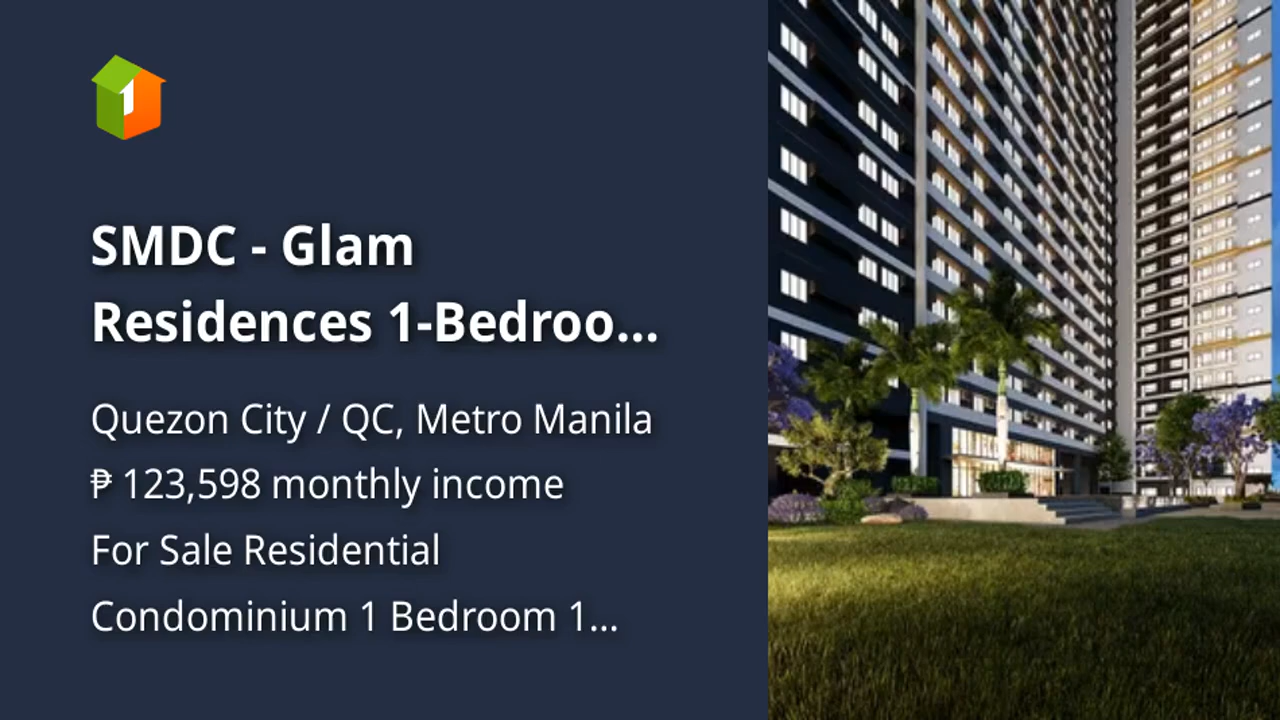 SMDC - Glam
Residences 1-Bedroo...
Quezon City / QC, Metro Manila
₱ 123,598 monthly income
For Sale Residential
Condominium 1 Bedroom 1...